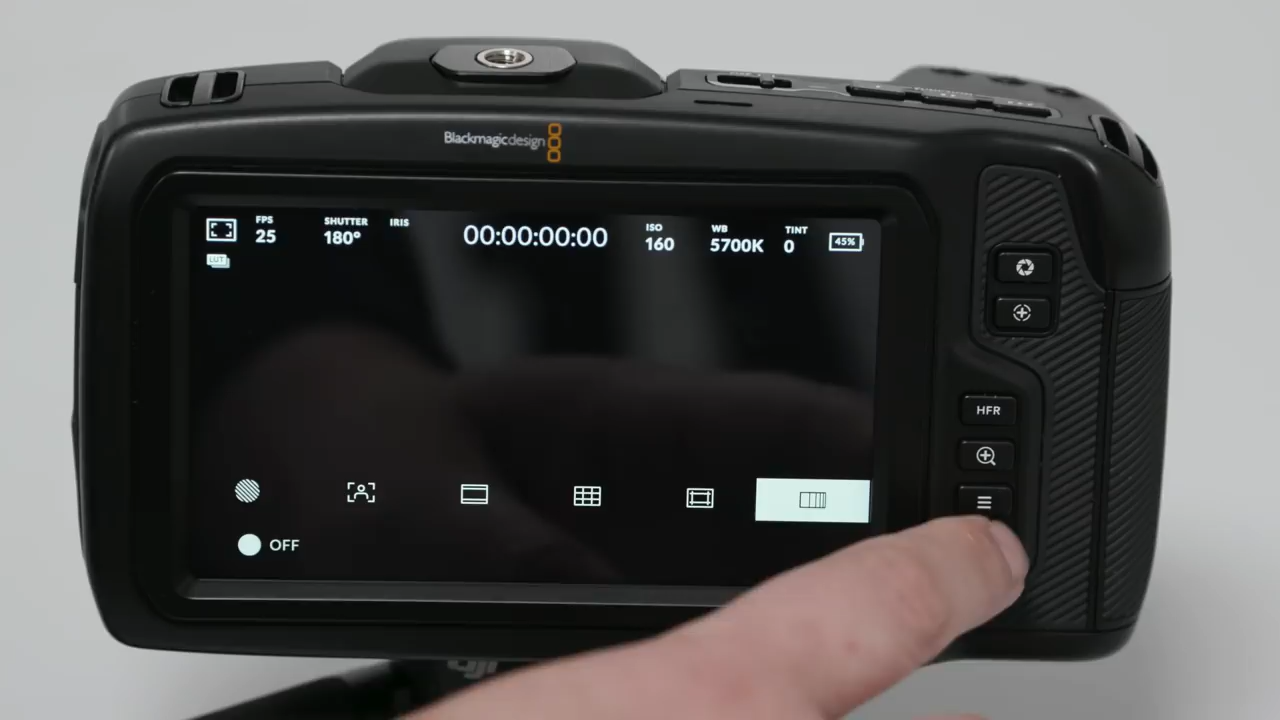 Blackmagicdesign
FPS
25
SHUTTER
180°
IRIS
00:00:00:00
ISO
160
WB
5700K
TINT
0
45%
LUT
HFR
OFF
dji